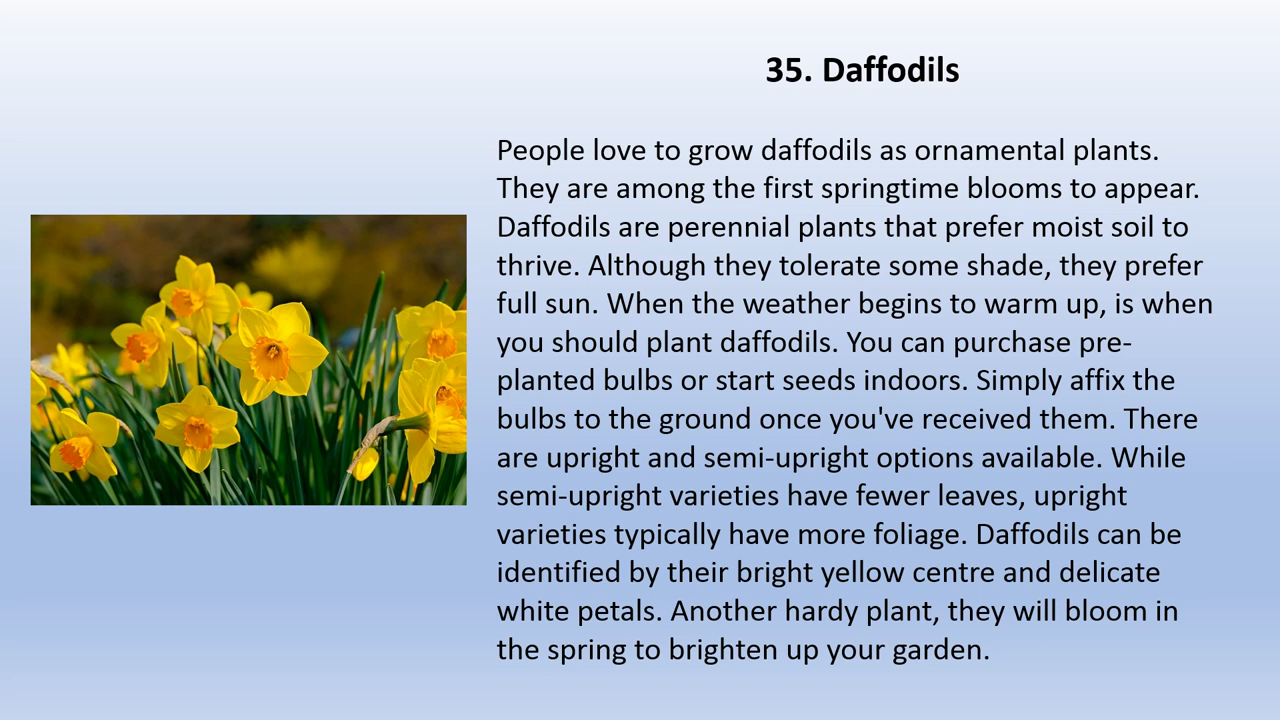 35. Daffodils
People love to grow daffodils as ornamental plants.
They are among the first springtime blooms to appear.
Daffodils are perennial plants that prefer moist soil to
thrive. Although they tolerate some shade, they prefer
full sun. When the weather begins to warm up, is when
you should plant daffodils. You can purchase pre-
planted bulbs or start seeds indoors. Simply affix the
bulbs to the ground once you've received them. There
are upright and semi-upright options available. While
semi-upright varieties have fewer leaves, upright
varieties typically have more foliage. Daffodils can be
identified by their bright yellow centre and delicate
white petals. Another hardy plant, they will bloom in
the spring to brighten up your garden.